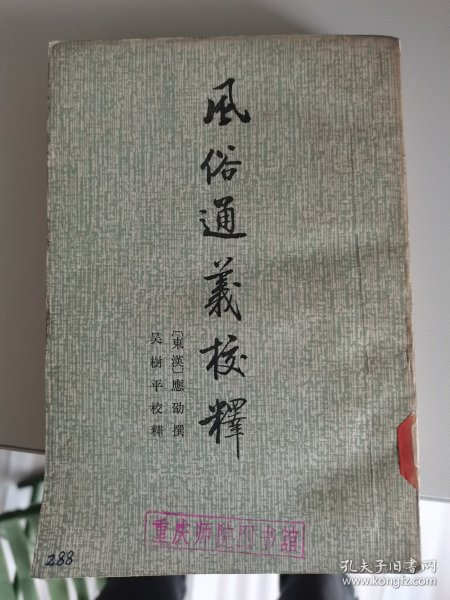 風俗通義校釋
〔東漢〕應劭撰
吴樹平校釋
重庆师院图书馆
288
孔夫子旧书网
www.kongfz.com